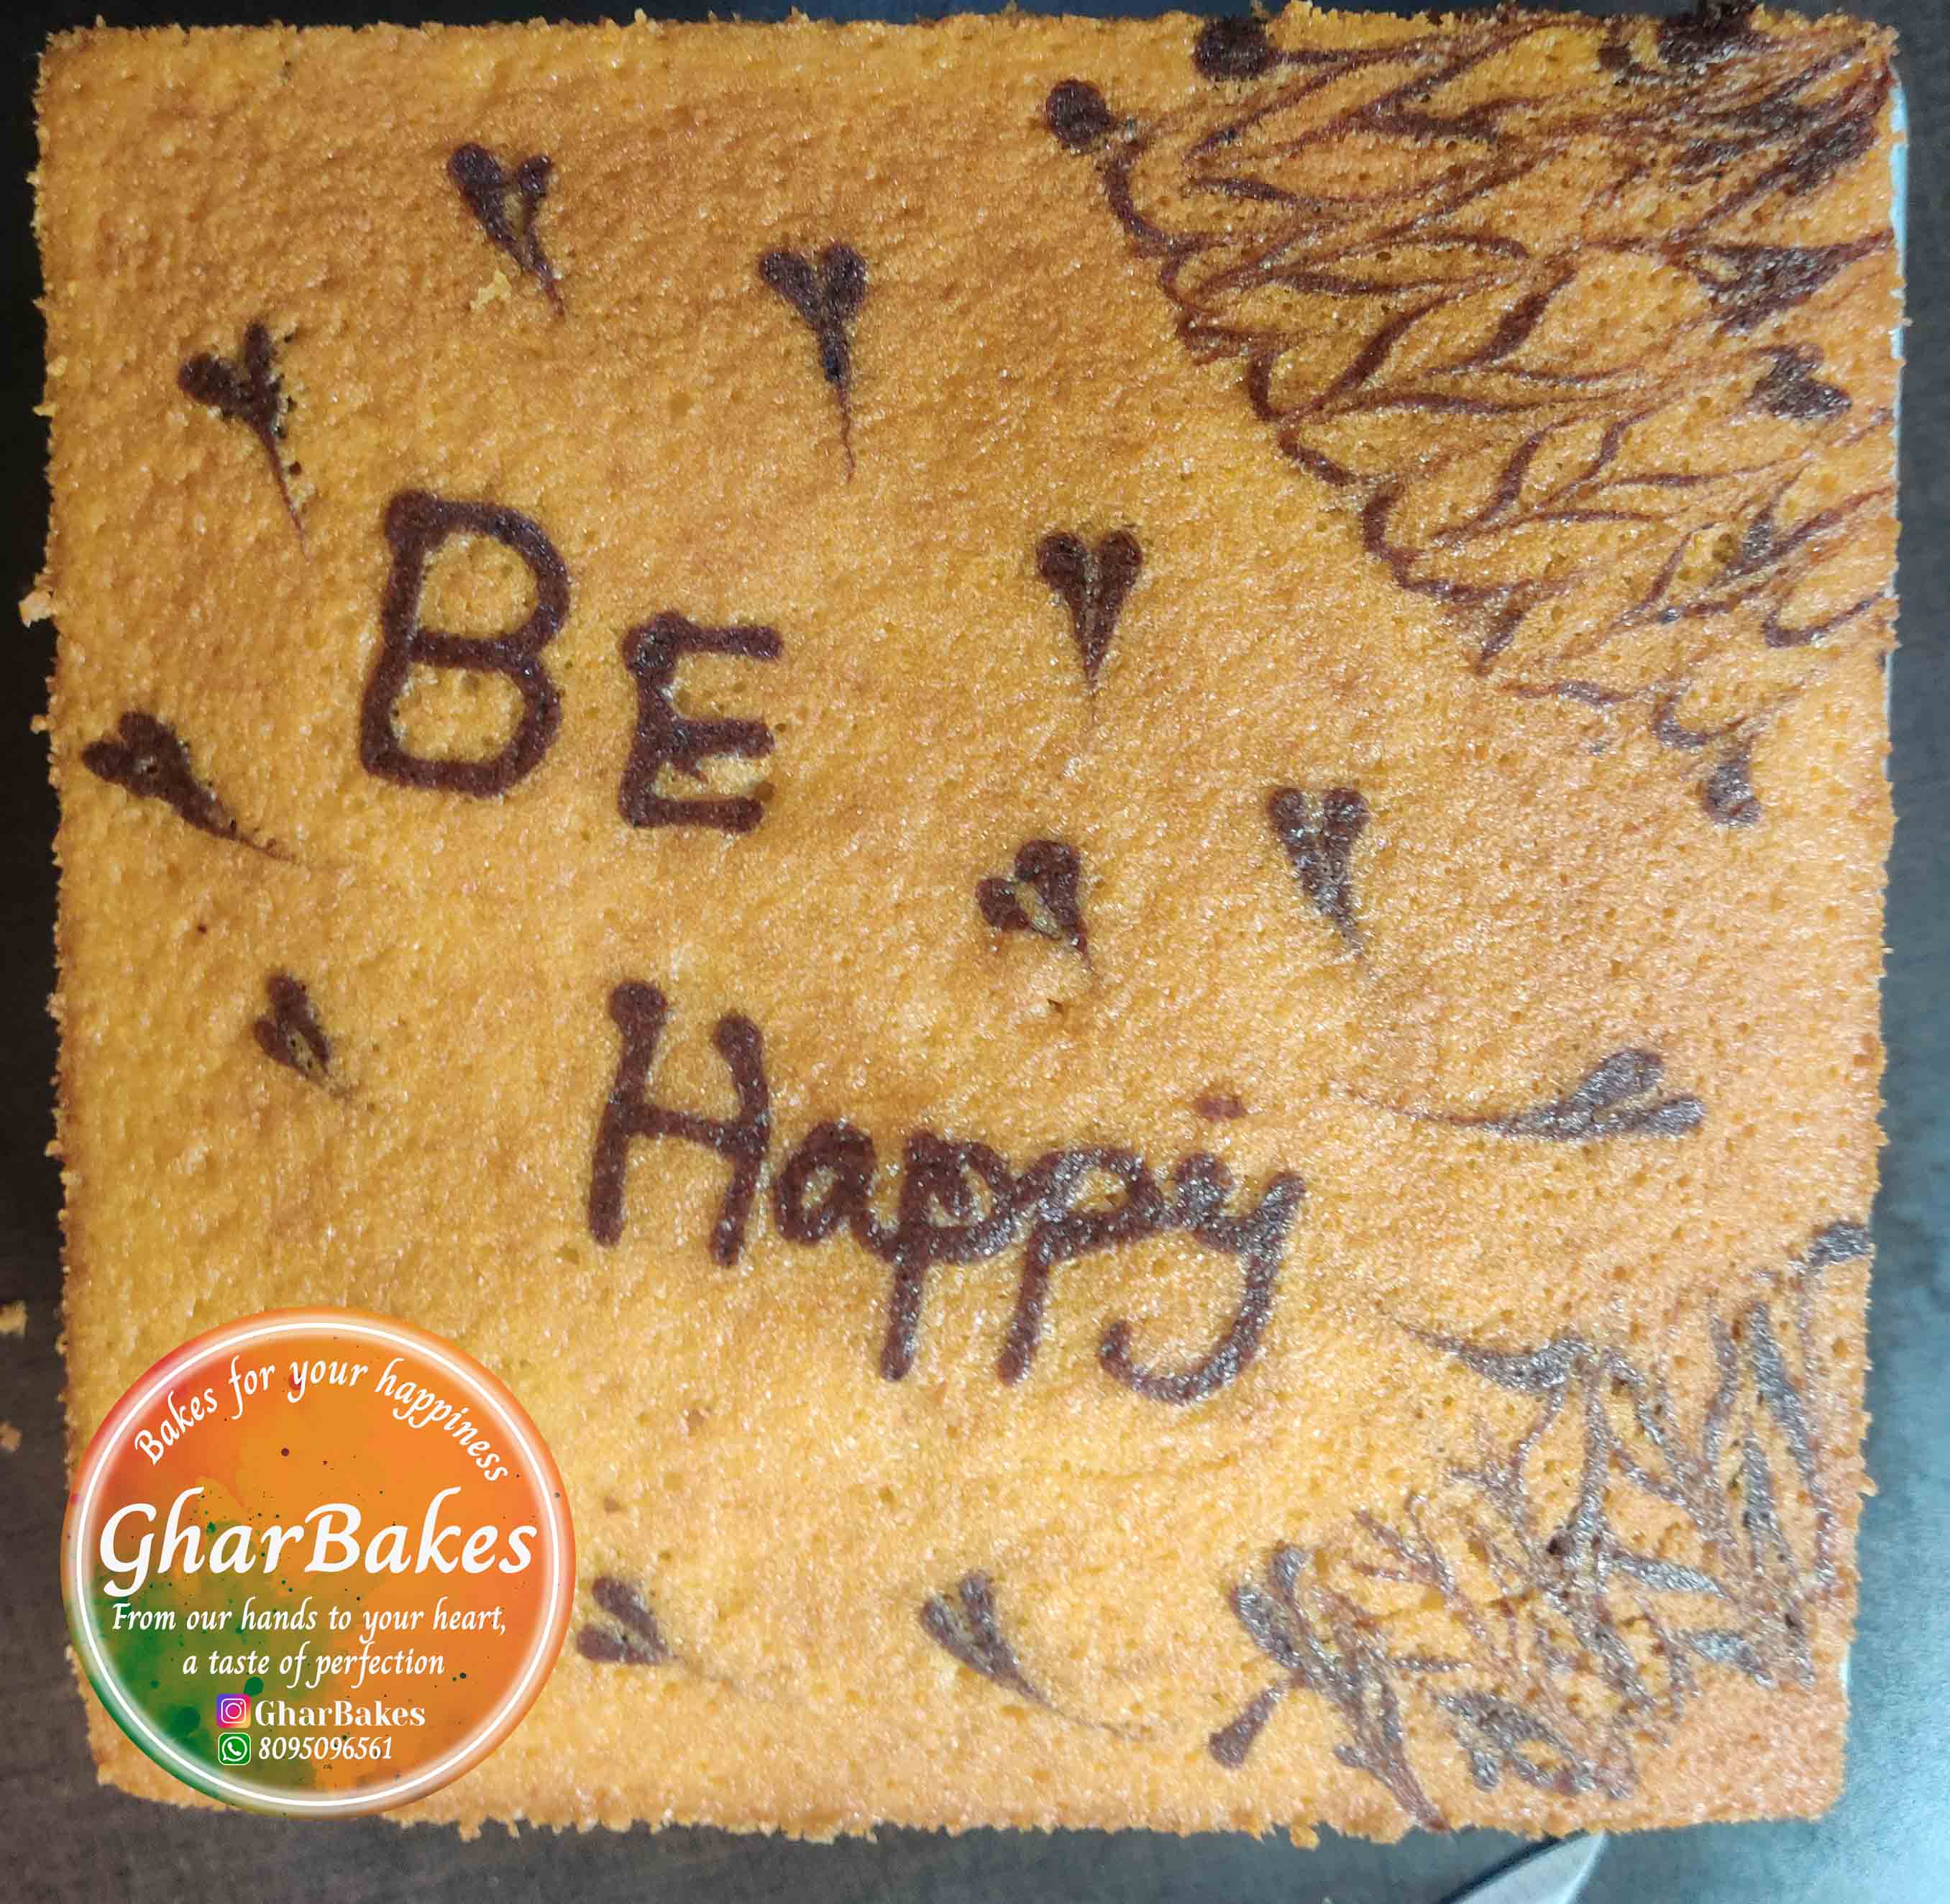 BE
Happy
Bakes for your happiness
GharBakes
From our hands to your heart,
a taste of perfection
GharBakes
8095096561